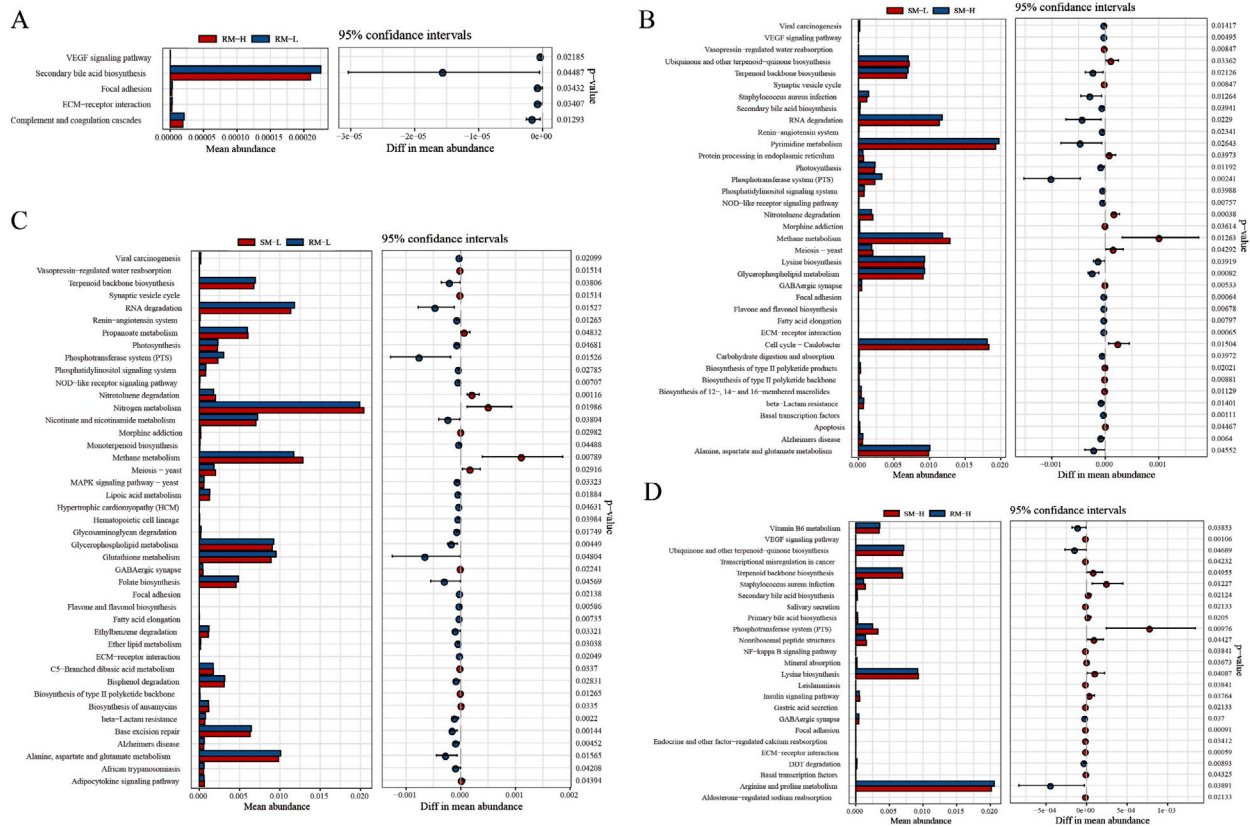 A
RM-H RM-L
95% confidence intervals
VEGF signaling pathway 0.02185
Secondary bile acid biosynthesis 0.04487
Focal adhesion 0.03432
ECM-receptor interaction 0.03407
Complement and coagulation cascades 0.01293
p-value
0.00000 0.00005 0.00010 0.00015 0.00020
Mean abundance
−3e−05 −2e−05 −1e−05 0e+00
Diff in mean abundance
B
SM-L SM-H
95% confidence intervals
Viral carcinogenesis 0.01417
VEGF signaling pathway 0.00495
Vasopressin-regulated water reabsorption 0.00847
Ubiquinone and other terpenoid-quinone biosynthesis 0.03362
Terpenoid backbone biosynthesis 0.02126
Synaptic vesicle cycle 0.00847
Staphylococcus aureus infection 0.01264
Secondary bile acid biosynthesis 0.03941
RNA degradation 0.0229
Renin-angiotensin system 0.02341
Pyrimidine metabolism 0.02643
Protein processing in endoplasmic reticulum 0.03973
Photosynthesis 0.01192
Phosphotransferase system (PTS) 0.00241
Phosphatidylinositol signaling system 0.03988
NOD-like receptor signaling pathway 0.00757
Nitrotoluene degradation 0.00038
Morphine addiction 0.03614
Methane metabolism 0.01263
Meiosis - yeast 0.04292
Lysine biosynthesis 0.03919
Glycerophospholipid metabolism 0.00082
GABAergic synapse 0.00533
Focal adhesion 0.00064
Flavone and flavonol biosynthesis 0.00678
Fatty acid elongation 0.00797
ECM-receptor interaction 0.00065
Cell cycle - Caulobacter 0.01504
Carbohydrate digestion and absorption 0.03972
Biosynthesis of type II polyketide products 0.02021
Biosynthesis of type II polyketide backbone 0.00881
Biosynthesis of 12-, 14- and 16-membered macrolides 0.01129
beta-Lactam resistance 0.01401
Basal transcription factors 0.00111
Apoptosis 0.04467
Alzheimers disease 0.0064
Alanine, aspartate and glutamate metabolism 0.04552
p-value
0.000 0.005 0.010 0.015 0.020
Mean abundance
−0.001 0.000 0.001
Diff in mean abundance
C
SM-L RM-L
95% confidence intervals
Viral carcinogenesis 0.02099
Vasopressin-regulated water reabsorption 0.01514
Terpenoid backbone biosynthesis 0.03806
Synaptic vesicle cycle 0.01514
RNA degradation 0.01527
Renin-angiotensin system 0.01265
Propanoate metabolism 0.04832
Photosynthesis 0.04681
Phosphotransferase system (PTS) 0.01526
Phosphatidylinositol signaling system 0.02785
NOD-like receptor signaling pathway 0.00707
Nitrotoluene degradation 0.00116
Nitrogen metabolism 0.01986
Nicotinate and nicotinamide metabolism 0.03804
Morphine addiction 0.02982
Monoterpenoid biosynthesis 0.04488
Methane metabolism 0.00789
Meiosis - yeast 0.02916
MAPK signaling pathway - yeast 0.03323
Lipoic acid metabolism 0.01884
Hypertrophic cardiomyopathy (HCM) 0.04631
Hematopoietic cell lineage 0.03984
Glycosaminoglycan degradation 0.01749
Glycerophospholipid metabolism 0.00449
Glutathione metabolism 0.04804
GABAergic synapse 0.02241
Folate biosynthesis 0.04569
Focal adhesion 0.02138
Flavone and flavonol biosynthesis 0.00586
Fatty acid elongation 0.00735
Ethylbenzene degradation 0.03321
Ether lipid metabolism 0.03038
ECM-receptor interaction 0.02049
C5-Branched dibasic acid metabolism 0.0337
Bisphenol degradation 0.02831
Biosynthesis of type II polyketide backbone 0.01265
Biosynthesis of ansamycins 0.0335
beta-Lactam resistance 0.0022
Base excision repair 0.00144
Alzheimers disease 0.00452
Alanine, aspartate and glutamate metabolism 0.01565
African trypanosomiasis 0.04208
Adipocytokine signaling pathway 0.04394
p-value
0.000 0.005 0.010 0.015 0.020
Mean abundance
−0.001 0.000 0.001 0.002
Diff in mean abundance
D
SM-H RM-H
95% confidence intervals
Vitamin B6 metabolism 0.03853
VEGF signaling pathway 0.00106
Ubiquinone and other terpenoid-quinone biosynthesis 0.04689
Transcriptional misregulation in cancer 0.04232
Terpenoid backbone biosynthesis 0.04955
Staphylococcus aureus infection 0.01227
Secondary bile acid biosynthesis 0.02124
Salivary secretion 0.02133
Primary bile acid biosynthesis 0.0205
Phosphotransferase system (PTS) 0.00976
Nonribosomal peptide structures 0.04427
NF-kappa B signaling pathway 0.03841
Mineral absorption 0.03673
Lysine biosynthesis 0.04087
Leishmaniasis 0.03841
Insulin signaling pathway 0.01764
Gastric acid secretion 0.02133
GABAergic synapse 0.037
Focal adhesion 0.00091
Endocrine and other factor-regulated calcium reabsorption 0.03412
ECM-receptor interaction 0.00059
DDT degradation 0.00893
Basal transcription factors 0.04325
Arginine and proline metabolism 0.03891
Aldosterone-regulated sodium reabsorption 0.02133
p-value
0.000 0.005 0.010 0.015 0.020
Mean abundance
−5e−04 0e+00 5e−04 1e−03
Diff in mean abundance